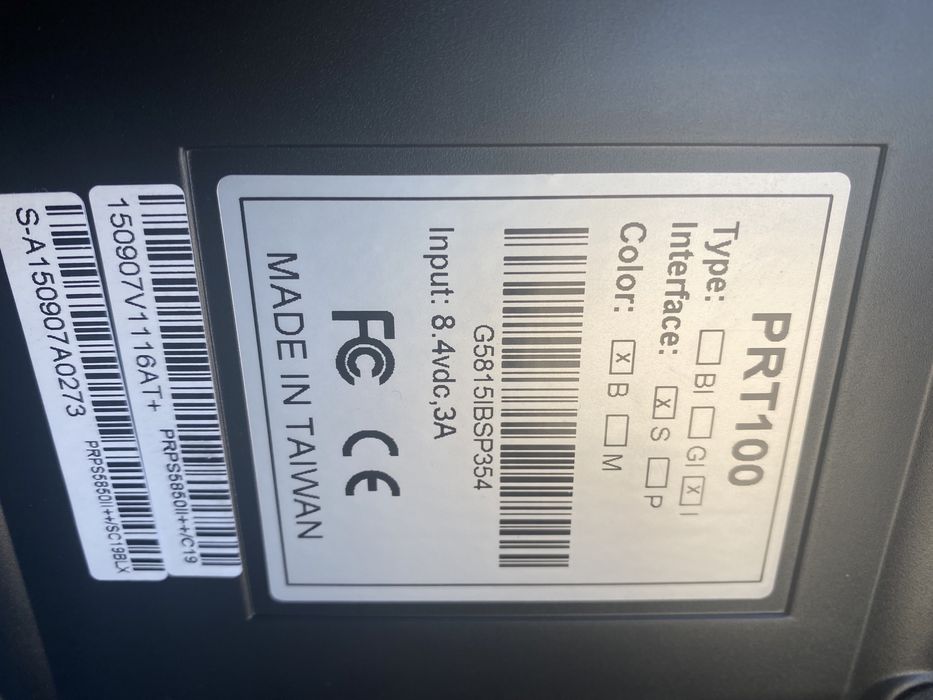 PRT100
Type: ☐ BI ☐ GI ☒ I
Interface: ☒ S ☐ P
Color: ☒ B ☐ M
G5815IBSP354
Input: 8.4vdc,3A
FC CE
MADE IN TAIWAN
150907V1116AT+ PRPS5850II++/C19
S-A150907A0273 PRPS5850II++/SC19BLX